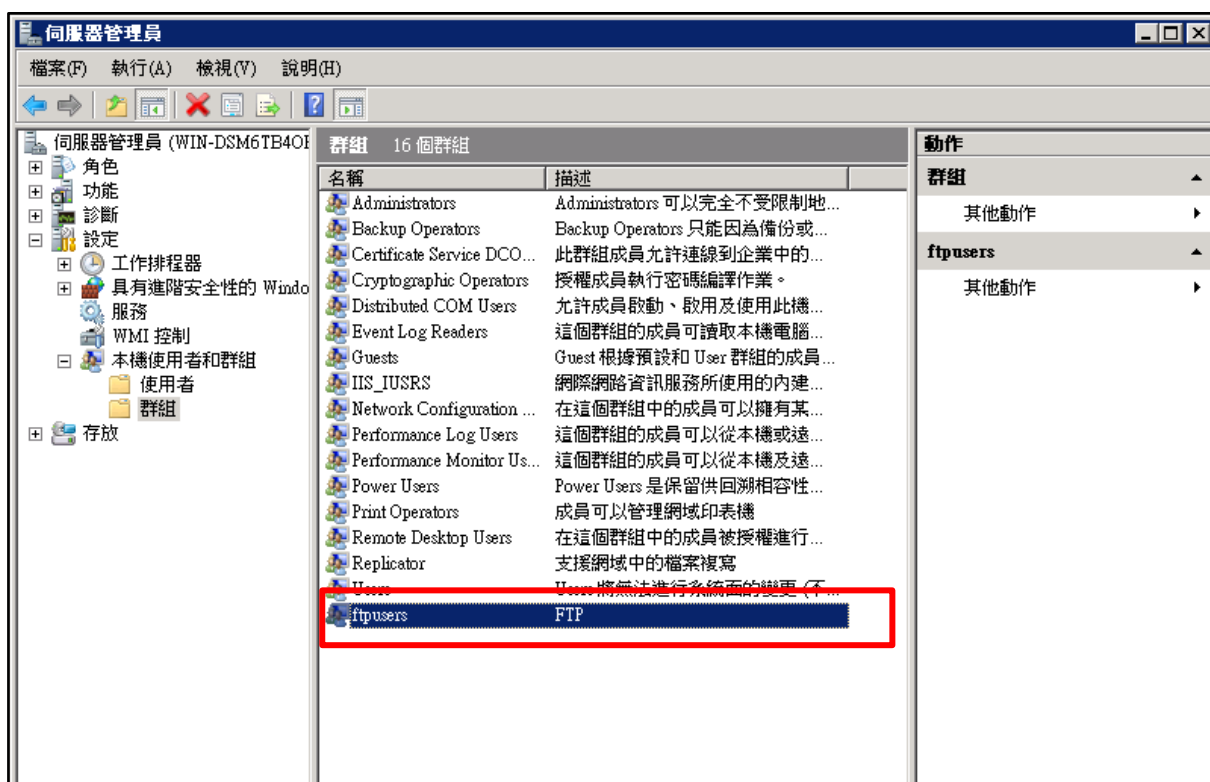 伺服器管理員
檔案(F) 執行(A) 檢視(V) 說明(H)
伺服器管理員 (WIN-DSM6TB4OF
角色
功能
診斷
設定
工作排程器
具有進階安全性的 Windo
服務
WMI 控制
本機使用者和群組
使用者
群組
存放
群組 16 個群組
名稱 描述
Administrators Administrators 可以完全不受限制地...
Backup Operators Backup Operators 只能因為備份或...
Certificate Service DCO... 此群組成員允許連線到企業中的...
Cryptographic Operators 授權成員執行密碼編譯作業。
Distributed COM Users 允許成員啟動、啟用及使用此機...
Event Log Readers 這個群組的成員可讀取本機電腦...
Guests Guest 根據預設和 User 群組的成員...
IIS_IUSRS 網際網路資訊服務所使用的內建...
Network Configuration ... 在這個群組中的成員可以擁有某...
Performance Log Users 這個群組的成員可以從本機或遠...
Performance Monitor Us... 這個群組的成員可以從本機及遠...
Power Users Power Users 是保留供回溯相容性...
Print Operators 成員可以管理網域印表機
Remote Desktop Users 在這個群組中的成員被授權進行...
Replicator 支援網域中的檔案複寫
Users Users 將無法進行系統面的變更 (不...
ftpusers FTP
動作
群組
其他動作
ftpusers
其他動作